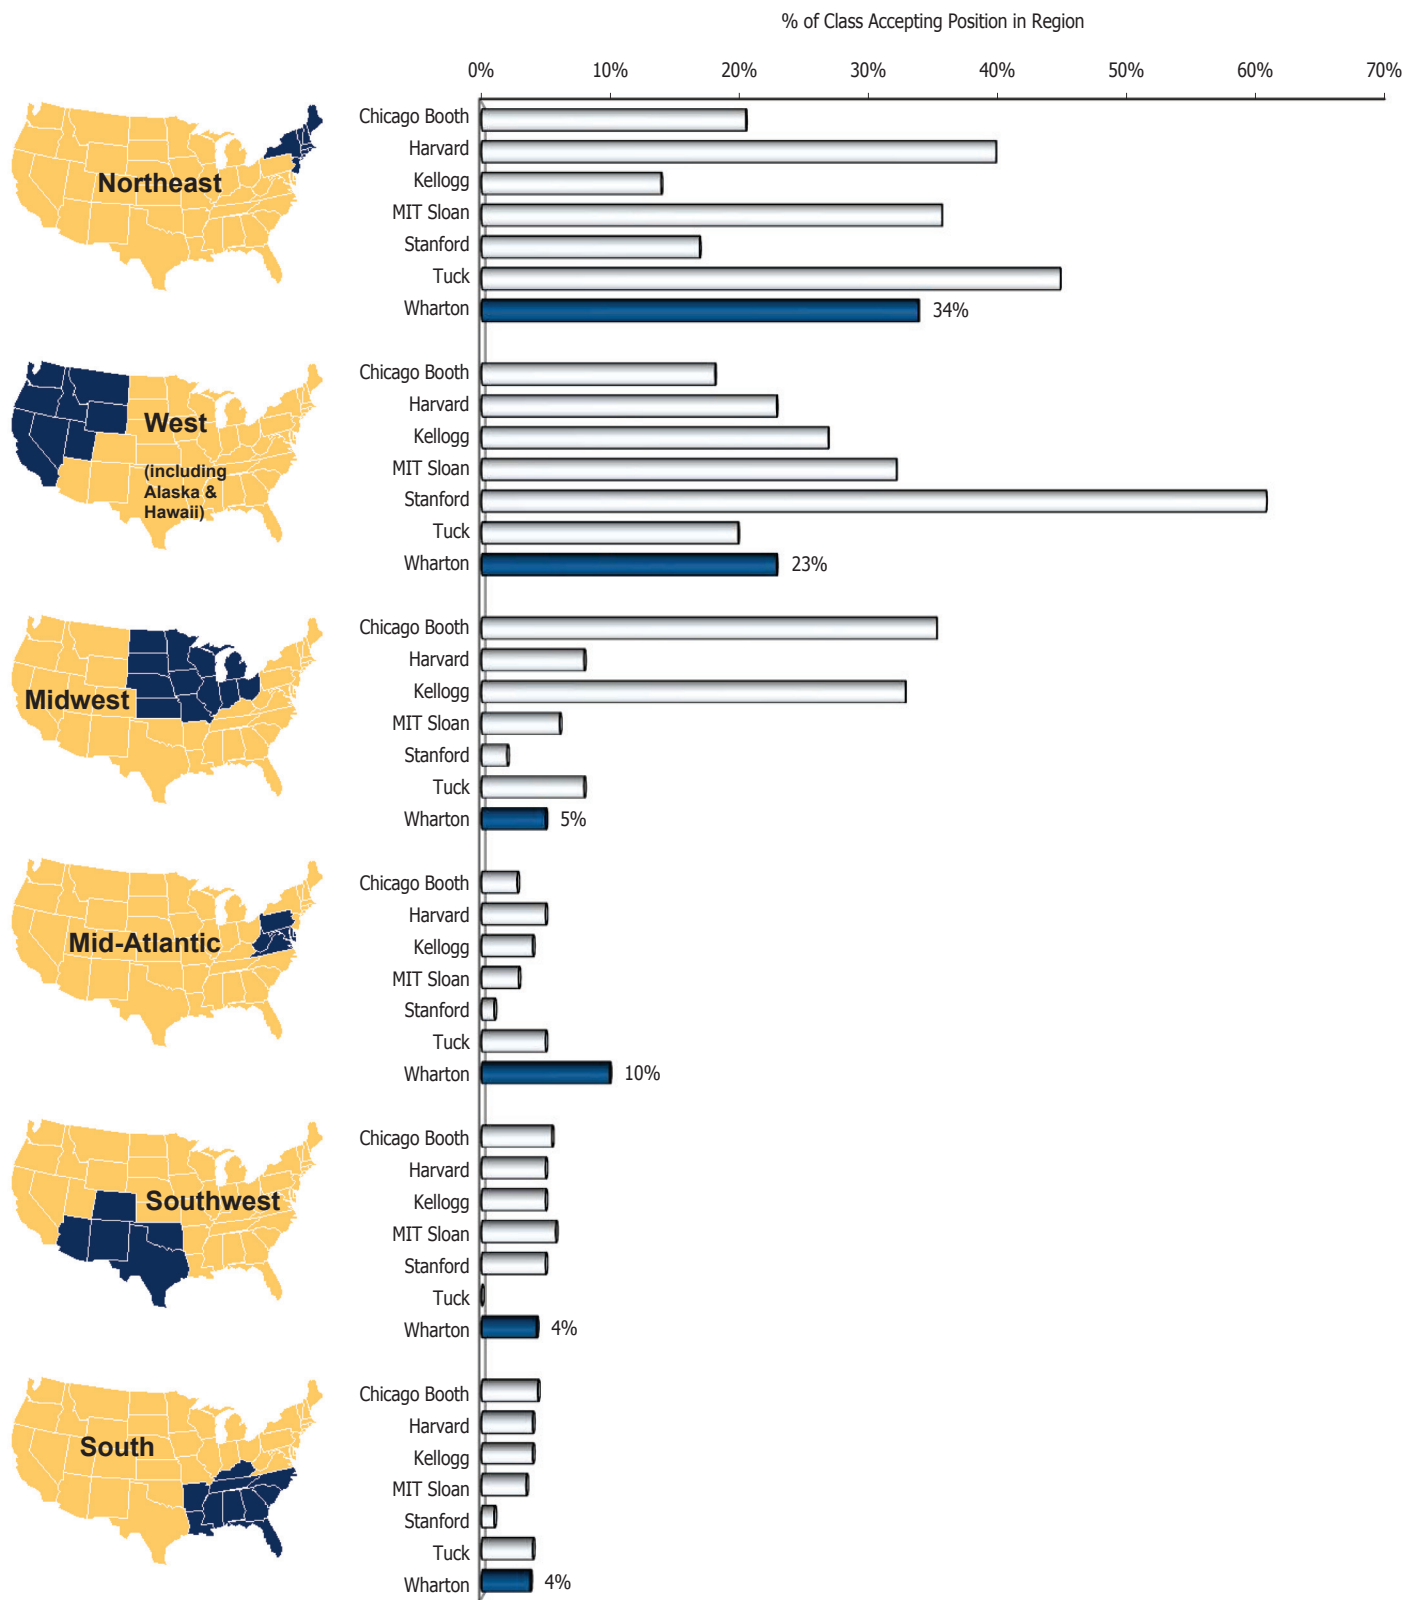 % of Class Accepting Position in Region
0% 10% 20% 30% 40% 50% 60% 70%
Northeast
Chicago Booth
Harvard
Kellogg
MIT Sloan
Stanford
Tuck
Wharton 34%
West
(including
Alaska &
Hawaii)
Chicago Booth
Harvard
Kellogg
MIT Sloan
Stanford
Tuck
Wharton 23%
Midwest
Chicago Booth
Harvard
Kellogg
MIT Sloan
Stanford
Tuck
Wharton 5%
Mid-Atlantic
Chicago Booth
Harvard
Kellogg
MIT Sloan
Stanford
Tuck
Wharton 10%
Southwest
Chicago Booth
Harvard
Kellogg
MIT Sloan
Stanford
Tuck
Wharton 4%
South
Chicago Booth
Harvard
Kellogg
MIT Sloan
Stanford
Tuck
Wharton 4%